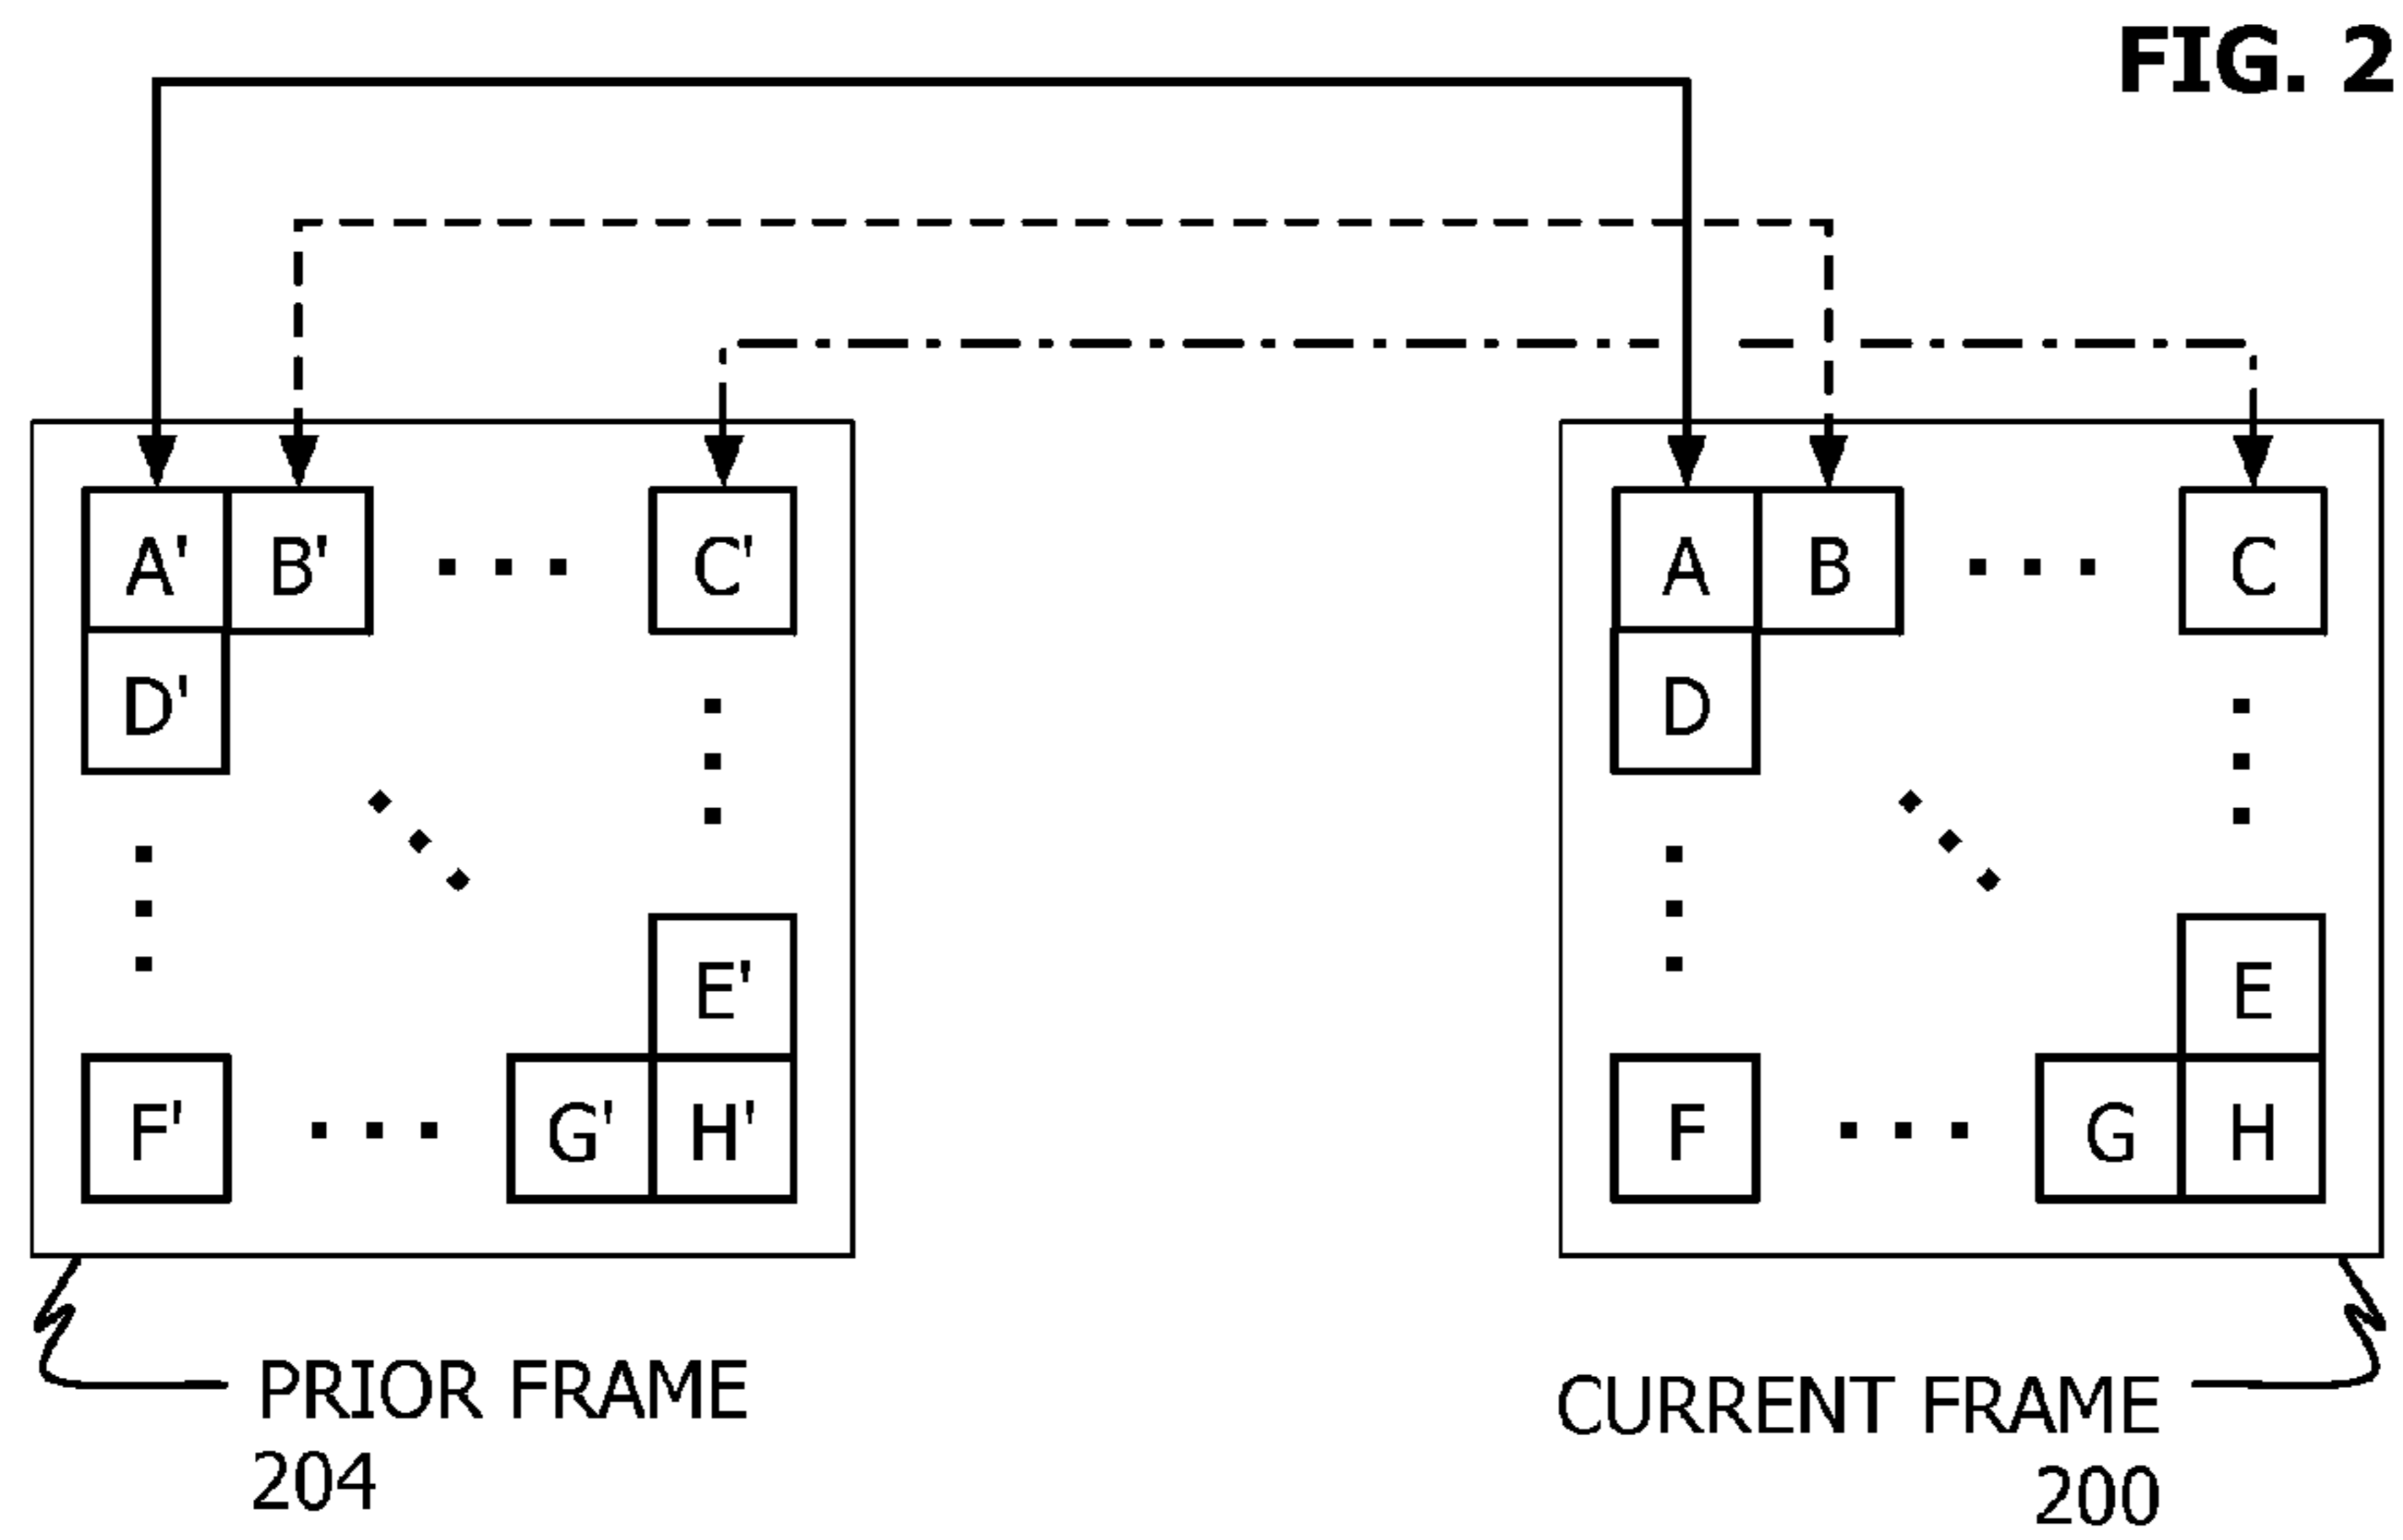 FIG. 2
A' B' C' A B C
D' D
E' E
F' G' H' F G H
PRIOR FRAME
204
CURRENT FRAME
200